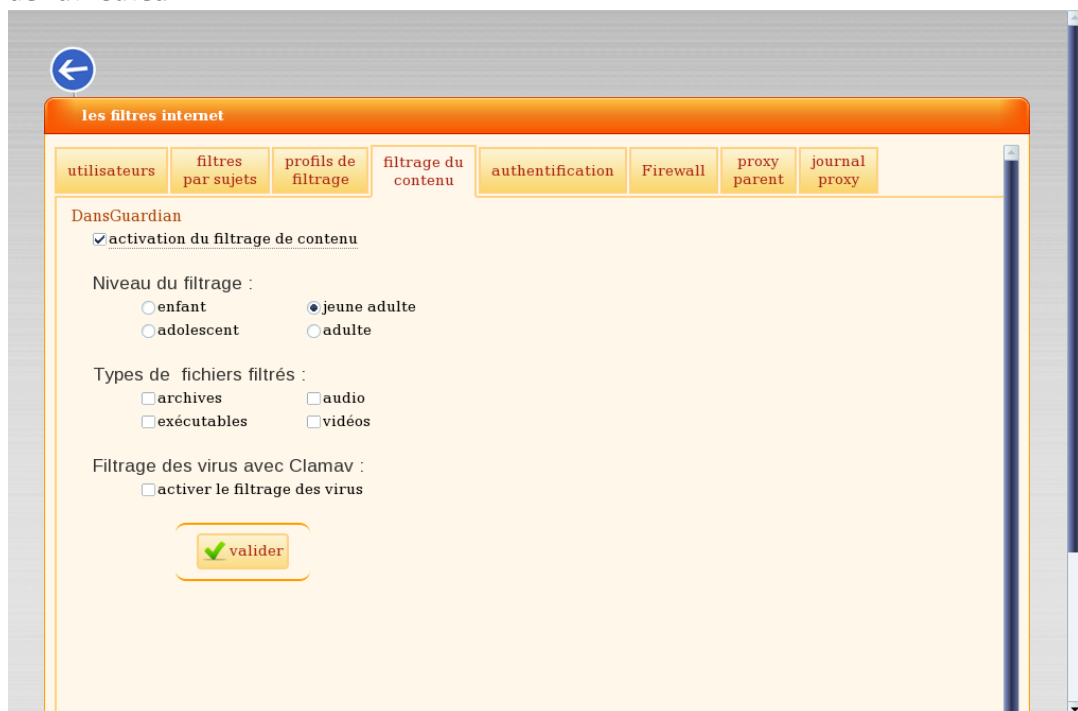 les filtres internet
utilisateurs
filtres
par sujets
profils de
filtrage
filtrage du
contenu
authentification
Firewall
proxy
parent
journal
proxy
DansGuardian
activation du filtrage de contenu
Niveau du filtrage :
enfant jeune adulte
adolescent adulte
Types de fichiers filtrés :
archives audio
exécutables vidéos
Filtrage des virus avec Clamav :
activer le filtrage des virus
valider